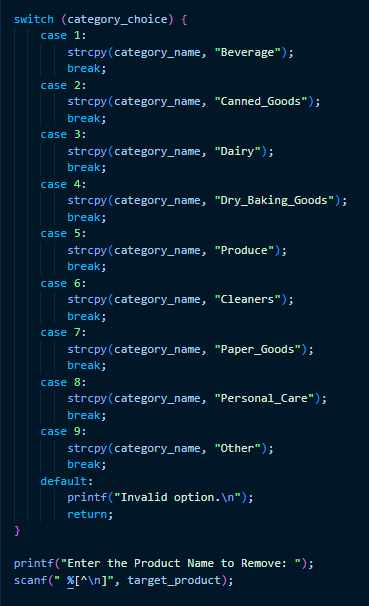 switch (category_choice) {
    case 1:
        strcpy(category_name, "Beverage");
        break;
    case 2:
        strcpy(category_name, "Canned_Goods");
        break;
    case 3:
        strcpy(category_name, "Dairy");
        break;
    case 4:
        strcpy(category_name, "Dry_Baking_Goods");
        break;
    case 5:
        strcpy(category_name, "Produce");
        break;
    case 6:
        strcpy(category_name, "Cleaners");
        break;
    case 7:
        strcpy(category_name, "Paper_Goods");
        break;
    case 8:
        strcpy(category_name, "Personal_Care");
        break;
    case 9:
        strcpy(category_name, "Other");
        break;
    default:
        printf("Invalid option.\n");
        return;
}

printf("Enter the Product Name to Remove: ");
scanf(" %[^\n]", target_product);